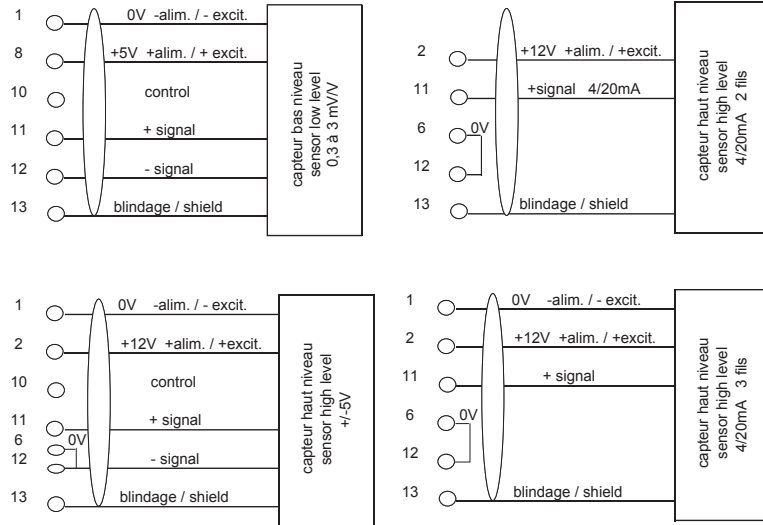 1 0V -alim. / - excit.
8 +5V +alim. / + excit.
10 control
11 + signal
12 - signal
13 blindage / shield
capteur bas niveau
sensor low level
0,3 à 3 mV/V
2 +12V +alim. / +excit.
11 +signal 4/20mA
6 0V
12
13 blindage / shield
capteur haut niveau
sensor high level
4/20mA 2 fils
1 0V -alim. / - excit.
2 +12V +alim. / +excit.
10 control
11 + signal
6 0V
12 - signal
13 blindage / shield
capteur haut niveau
sensor high level
+/-5V
1 0V -alim. / - excit.
2 +12V +alim. / +excit.
11 + signal
6 0V
12
13 blindage / shield
capteur haut niveau
sensor high level
4/20mA 3 fils